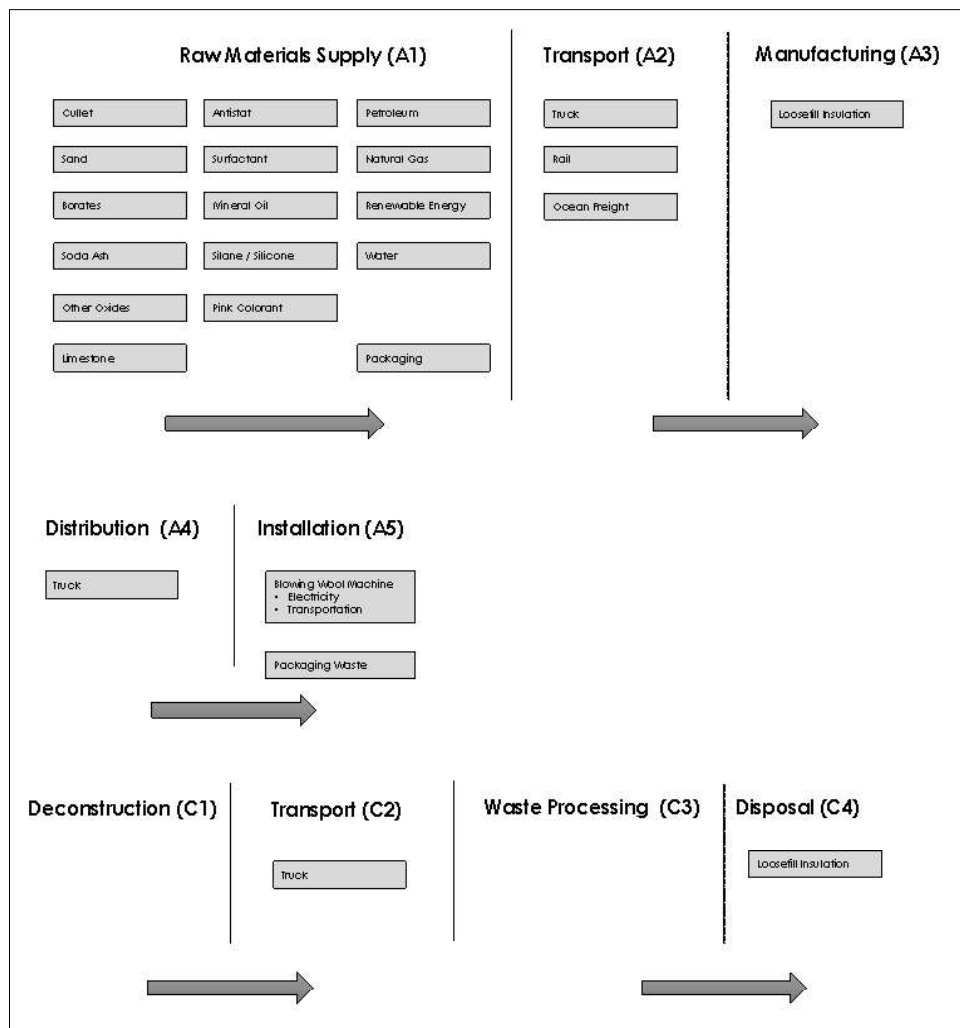 Raw Materials Supply (A1)
Transport (A2)
Manufacturing (A3)
Cullet
Antistat
Petroleum
Truck
Loosefill Insulation
Sand
Surfactant
Natural Gas
Rail
Borates
Mineral Oil
Renewable Energy
Ocean Freight
Soda Ash
Silane / Silicone
Water
Other Oxides
Pink Colorant
Limestone
Packaging
Distribution (A4)
Installation (A5)
Truck
Blowing Wool Machine
• Electricity
• Transportation
Packaging Waste
Deconstruction (C1)
Transport (C2)
Waste Processing (C3)
Disposal (C4)
Truck
Loosefill Insulation